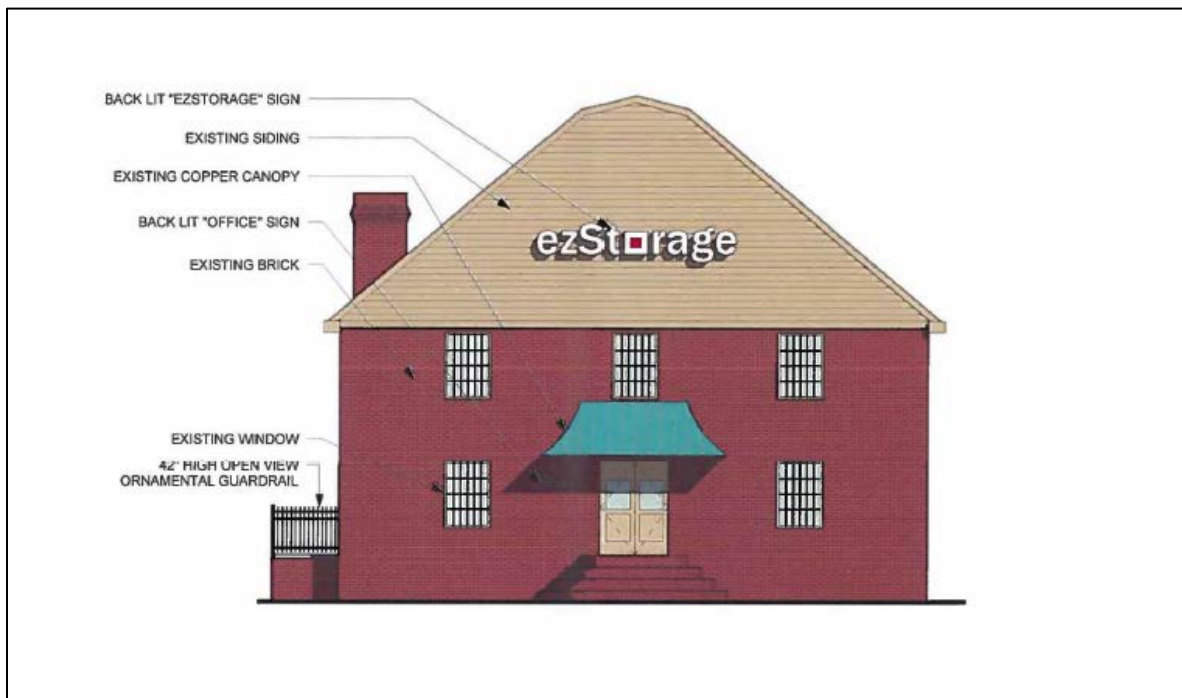 BACK LIT "EZSTORAGE" SIGN
EXISTING SIDING
EXISTING COPPER CANOPY
BACK LIT "OFFICE" SIGN
EXISTING BRICK
ezStorage
EXISTING WINDOW
42" HIGH OPEN VIEW
ORNAMENTAL GUARDRAIL